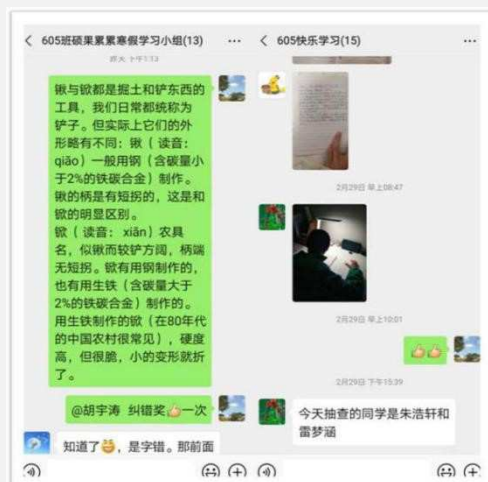 605班硕果累累寒假学习小组(13)
昨天 下午1:13
锹与锨都是掘土和铲东西的
工具，我们日常都统称为
铲子。但实际上它们的外
形略有不同：锹（ 读音：
qiāo）一般用钢（含碳量小
于2%的铁碳合金）制作。
锹的柄是有短拐的，这是和
锨的明显区别。
锨（ 读音： xiān）农具
名，似锹而较铲方阔，柄端
无短拐。锨有用钢制作的，
也有用生铁（含碳量大于
2%的铁碳合金）制作的。
用生铁制作的锨（在80年代
的中国农村很常见），硬度
高，但很脆，小的变形就折
了。
@胡宇涛 纠错奖👍一次
知道了😄，是字错。那前面
605快乐学习(15)
2月29日 早上08:47
2月29日 早上10:01
👍👍
2月29日 下午15:39
今天抽查的同学是朱浩轩和
雷梦涵